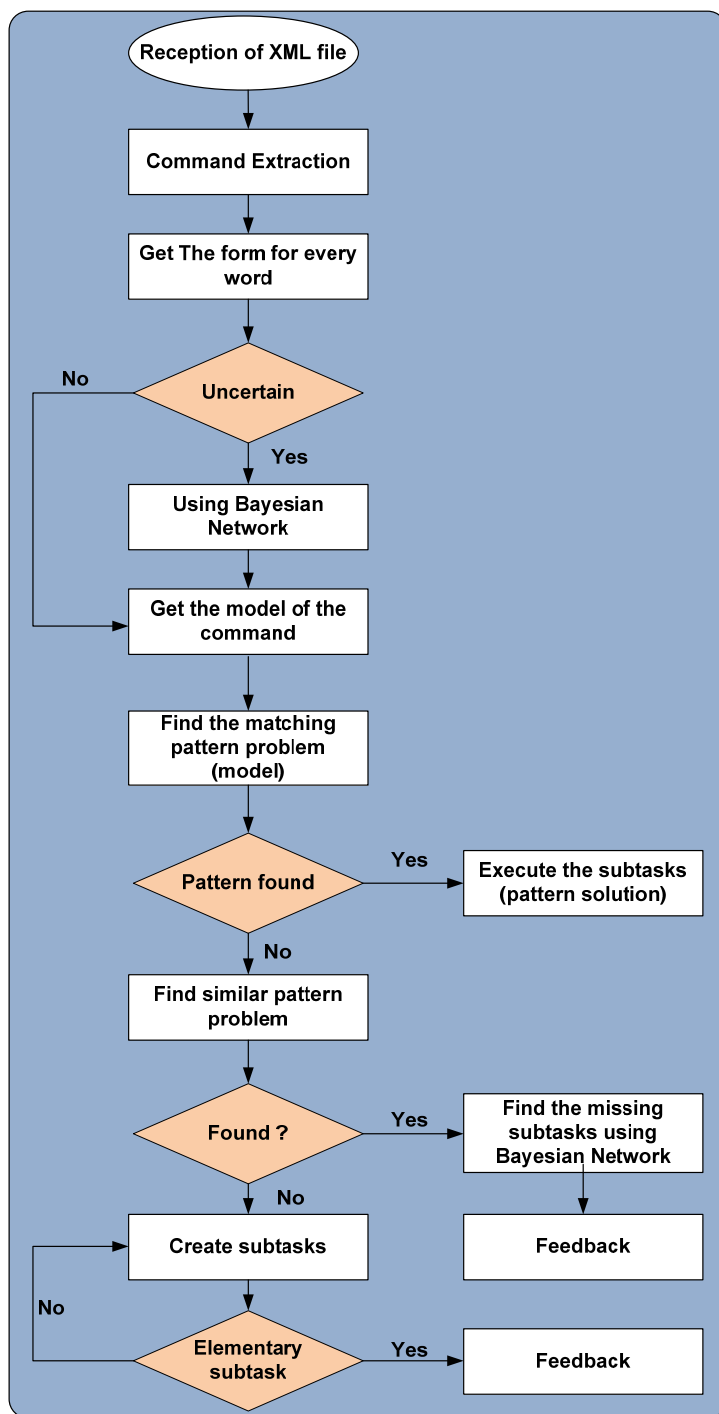 Reception of XML file
Command Extraction
Get The form for every
word
No
Uncertain
Yes
Using Bayesian
Network
Get the model of the
command
Find the matching
pattern problem
(model)
Pattern found
Yes
Execute the subtasks
(pattern solution)
No
Find similar pattern
problem
Found ?
Yes
Find the missing
subtasks using
Bayesian Network
No
Create subtasks
Feedback
No
Elementary
subtask
Yes
Feedback